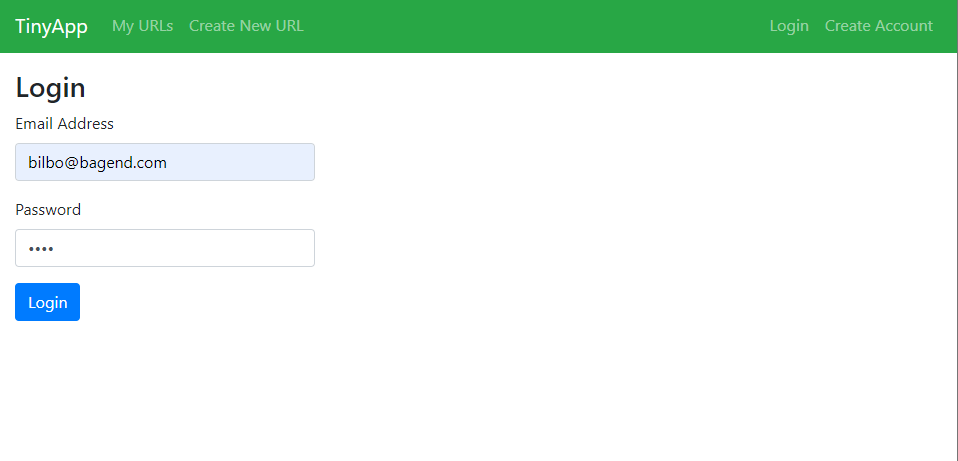 TinyApp My URLs Create New URL Login Create Account
Login
Email Address
bilbo@bagend.com
Password
••••
Login